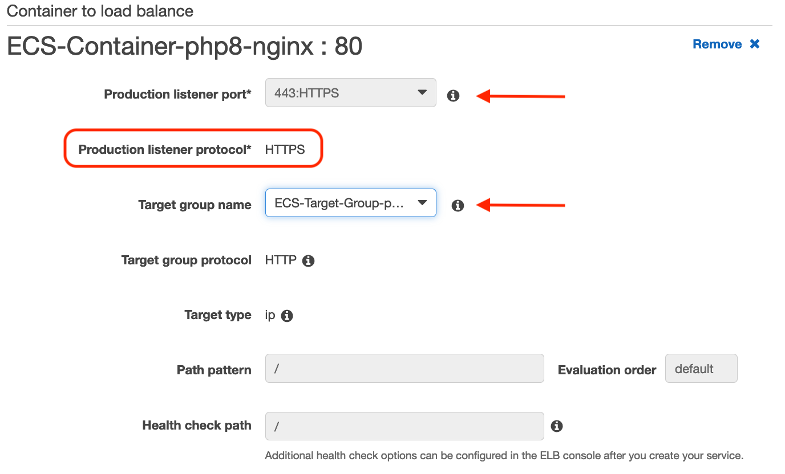 Container to load balance
ECS-Container-php8-nginx : 80
Remove ✖
Production listener port* 443:HTTPS
Production listener protocol* HTTPS
Target group name ECS-Target-Group-p...
Target group protocol HTTP
Target type ip
Path pattern / Evaluation order default
Health check path /
Additional health check options can be configured in the ELB console after you create your service.